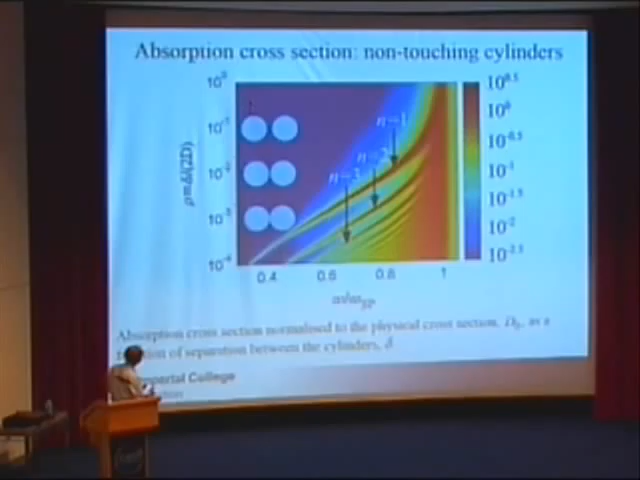 Absorption cross section: non-touching cylinders
10⁰
10⁻¹
10⁻²
10⁻³
10⁻⁴
ρ=δ/(2D)
n=1
n=2
n=3
10^0.5
10⁰
10^-0.5
10⁻¹
10^-1.5
10⁻²
10^-2.5
0.4 0.6 0.8 1
ω/ω_sp
Absorption cross section normalised to the physical cross section, D₀, as a
of separation between the cylinders, δ
College